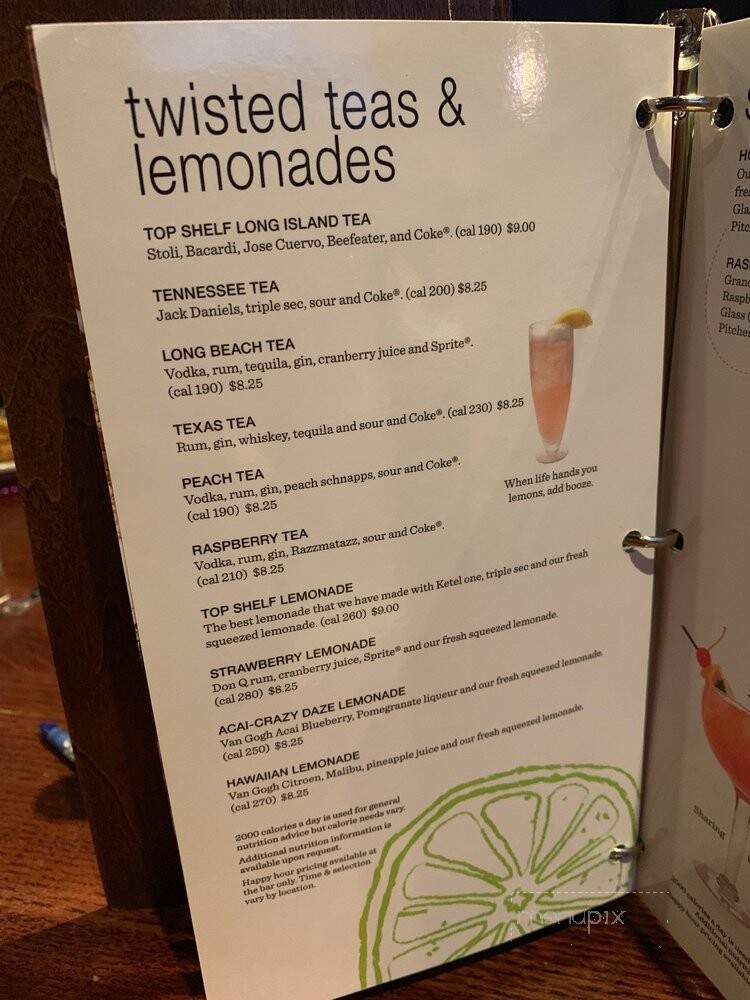 twisted teas &
lemonades
TOP SHELF LONG ISLAND TEA
Stoli, Bacardi, Jose Cuervo, Beefeater, and Coke®. (cal 190) $9.00
TENNESSEE TEA
Jack Daniels, triple sec, sour and Coke®. (cal 200) $8.25
LONG BEACH TEA
Vodka, rum, tequila, gin, cranberry juice and Sprite®.
(cal 190) $8.25
TEXAS TEA
Rum, gin, whiskey, tequila and sour and Coke®. (cal 230) $8.25
PEACH TEA
Vodka, rum, gin, peach schnapps, sour and Coke®.
(cal 190) $8.25
RASPBERRY TEA
Vodka, rum, gin, Razzmatazz, sour and Coke®.
(cal 210) $8.25
TOP SHELF LEMONADE
The best lemonade that we have made with Ketel one, triple sec and our fresh
squeezed lemonade. (cal 260) $9.00
STRAWBERRY LEMONADE
Don Q rum, cranberry juice, Sprite® and our fresh squeezed lemonade.
(cal 280) $8.25
ACAI-CRAZY DAZE LEMONADE
Van Gogh Acai Blueberry, Pomegranate liqueur and our fresh squeezed lemonade.
(cal 250) $8.25
HAWAIIAN LEMONADE
Van Gogh Citroen, Malibu, pineapple juice and our fresh squeezed lemonade.
(cal 270) $8.25
2000 calories a day is used for general
nutrition advice but calorie needs vary.
Additional nutrition information is
available upon request.
Happy hour pricing available at
the bar only. Time & selection
vary by location.
When life hands you
lemons, add booze.
menupix
Ou
Gla
Pitc
RAS
Gran
Raspb
Glass
Pitche
Sharing